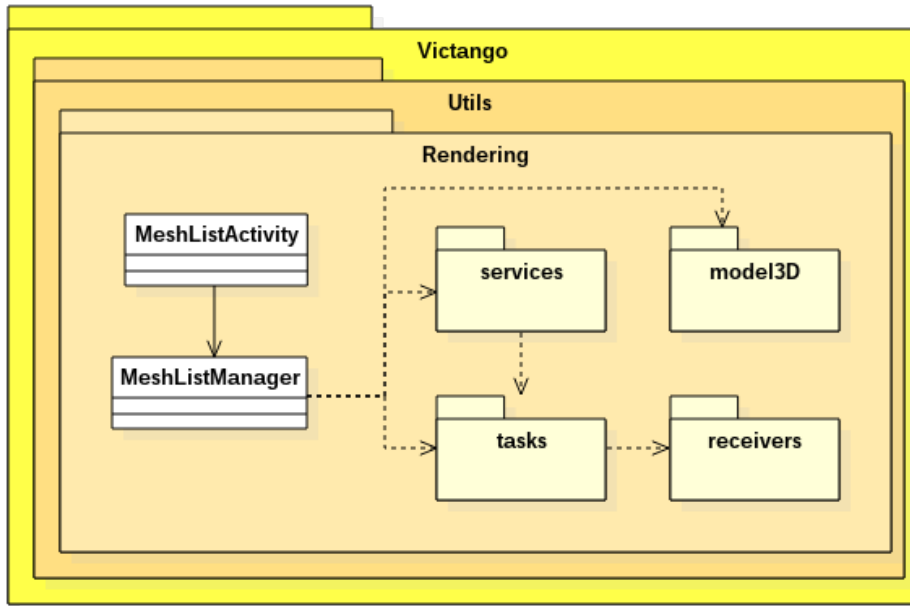 Victango
Utils
Rendering
MeshListActivity
services
model3D
MeshListManager
tasks
receivers